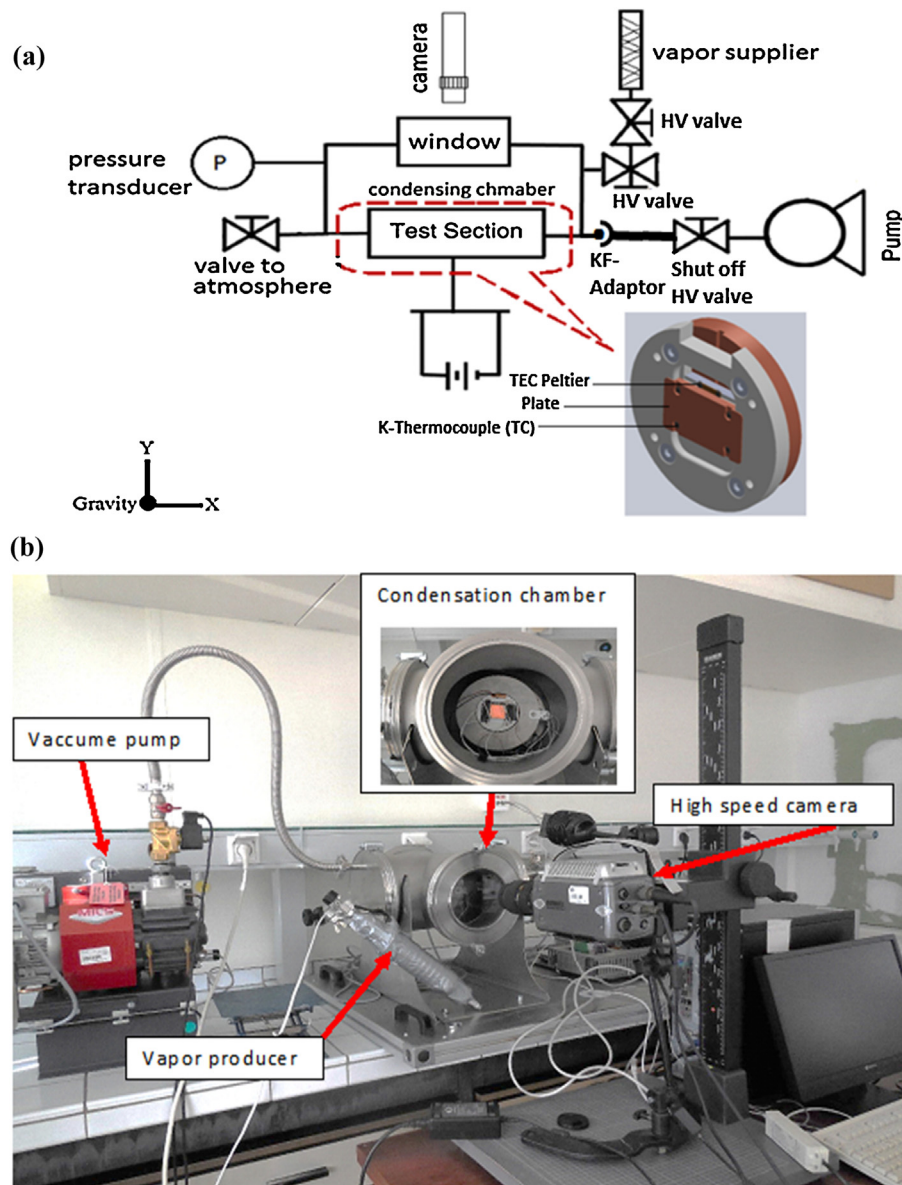 (a)
camera
vapor supplier
HV valve
window
pressure
transducer
P
HV valve
condensing chmaber
Test Section
valve to
atmosphere
KF-
Adaptor
Shut off
HV valve
Pump
TEC Peltier
Plate
K-Thermocouple (TC)
Y
Gravity
X
(b)
Condensation chamber
Vaccume pump
High speed camera
Vapor producer